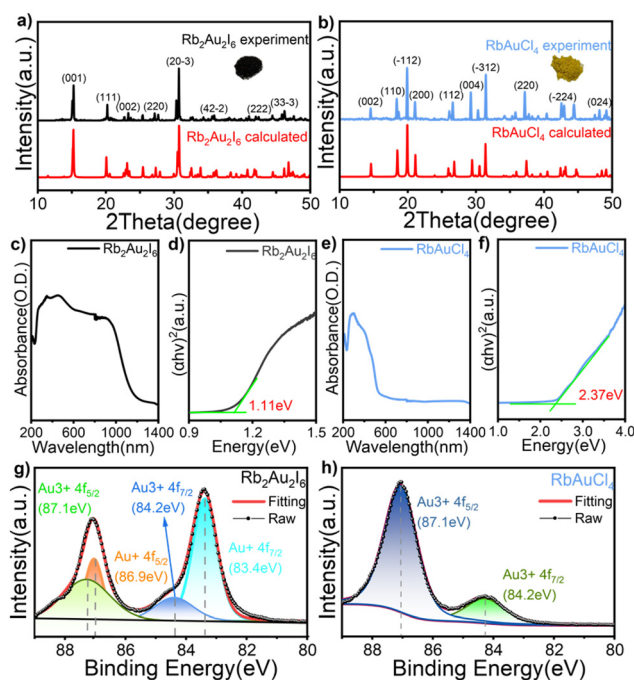 a)
Rb2Au2I6 experiment
(20-3)
(001)
(111)
(002)
(220)
(42-2)
(222)
(33-3)
Rb2Au2I6 calculated
Intensity(a.u.)
10 20 30 40 50
2Theta(degree)
b)
RbAuCl4 experiment
(-112)
(-312)
(002)
(110)
(200)
(112)
(004)
(220)
(-224)
(024)
RbAuCl4 calculated
Intensity(a.u.)
10 20 30 40 50
2Theta(degree)
c)
Rb2Au2I6
Absorbance(O.D.)
200 600 1000 1400
Wavelength(nm)
d)
Rb2Au2I6
(αhv)2(a.u.)
1.11eV
0.9 1.2 1.5
Energy(eV)
e)
RbAuCl4
Absorbance(O.D.)
200 600 1000 1400
Wavelength(nm)
f)
RbAuCl4
(αhv)2(a.u.)
2.37eV
1.0 2.0 3.0 4.0
Energy(eV)
g)
Rb2Au2I6
Fitting
Raw
Au3+ 4f5/2
(87.1eV)
Au3+ 4f7/2
(84.2eV)
Au+ 4f5/2
(86.9eV)
Au+ 4f7/2
(83.4eV)
Intensity(a.u.)
88 86 84 82 80
Binding Energy(eV)
h)
RbAuCl4
Fitting
Raw
Au3+ 4f5/2
(87.1eV)
Au3+ 4f7/2
(84.2eV)
Intensity(a.u.)
88 86 84 82 80
Binding Energy(eV)